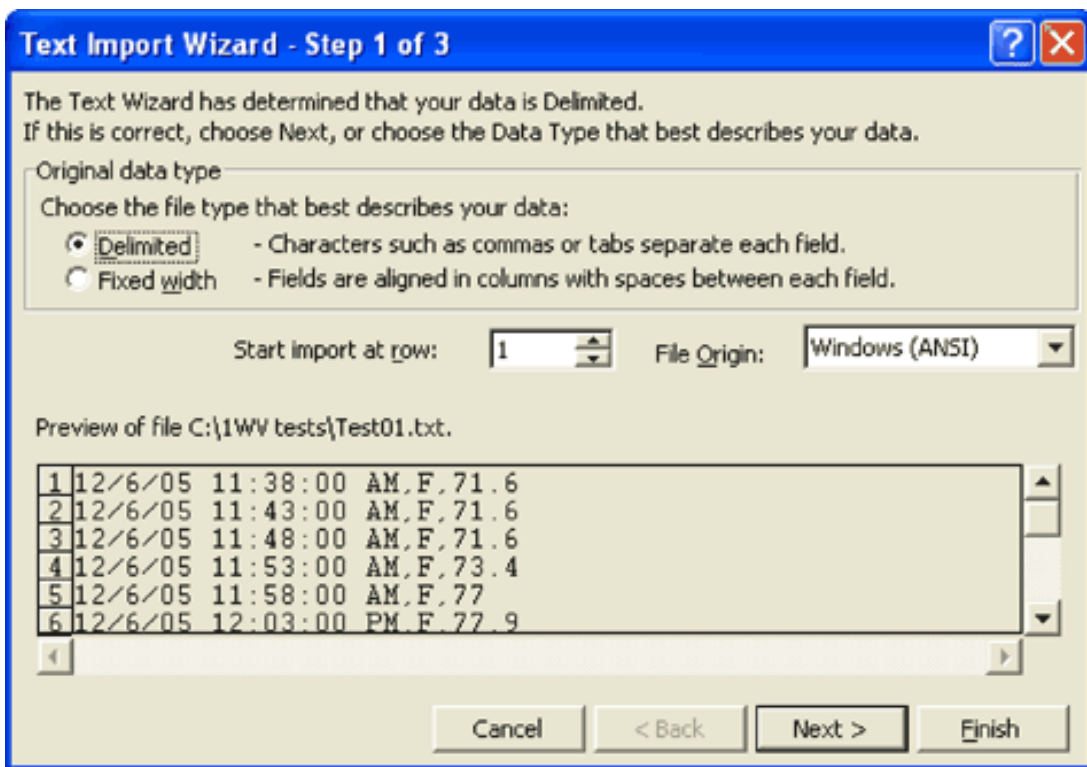 Text Import Wizard - Step 1 of 3
The Text Wizard has determined that your data is Delimited.
If this is correct, choose Next, or choose the Data Type that best describes your data.
Original data type
Choose the file type that best describes your data:
Delimited - Characters such as commas or tabs separate each field.
Fixed width - Fields are aligned in columns with spaces between each field.
Start import at row: 1 File Origin: Windows (ANSI)
Preview of file C:\1WV tests\Test01.txt.
1 12/6/05 11:38:00 AM,F,71.6
2 12/6/05 11:43:00 AM,F,71.6
3 12/6/05 11:48:00 AM,F,71.6
4 12/6/05 11:53:00 AM,F,73.4
5 12/6/05 11:58:00 AM,F,77
6 12/6/05 12:03:00 PM,F,77.9
Cancel < Back Next > Finish